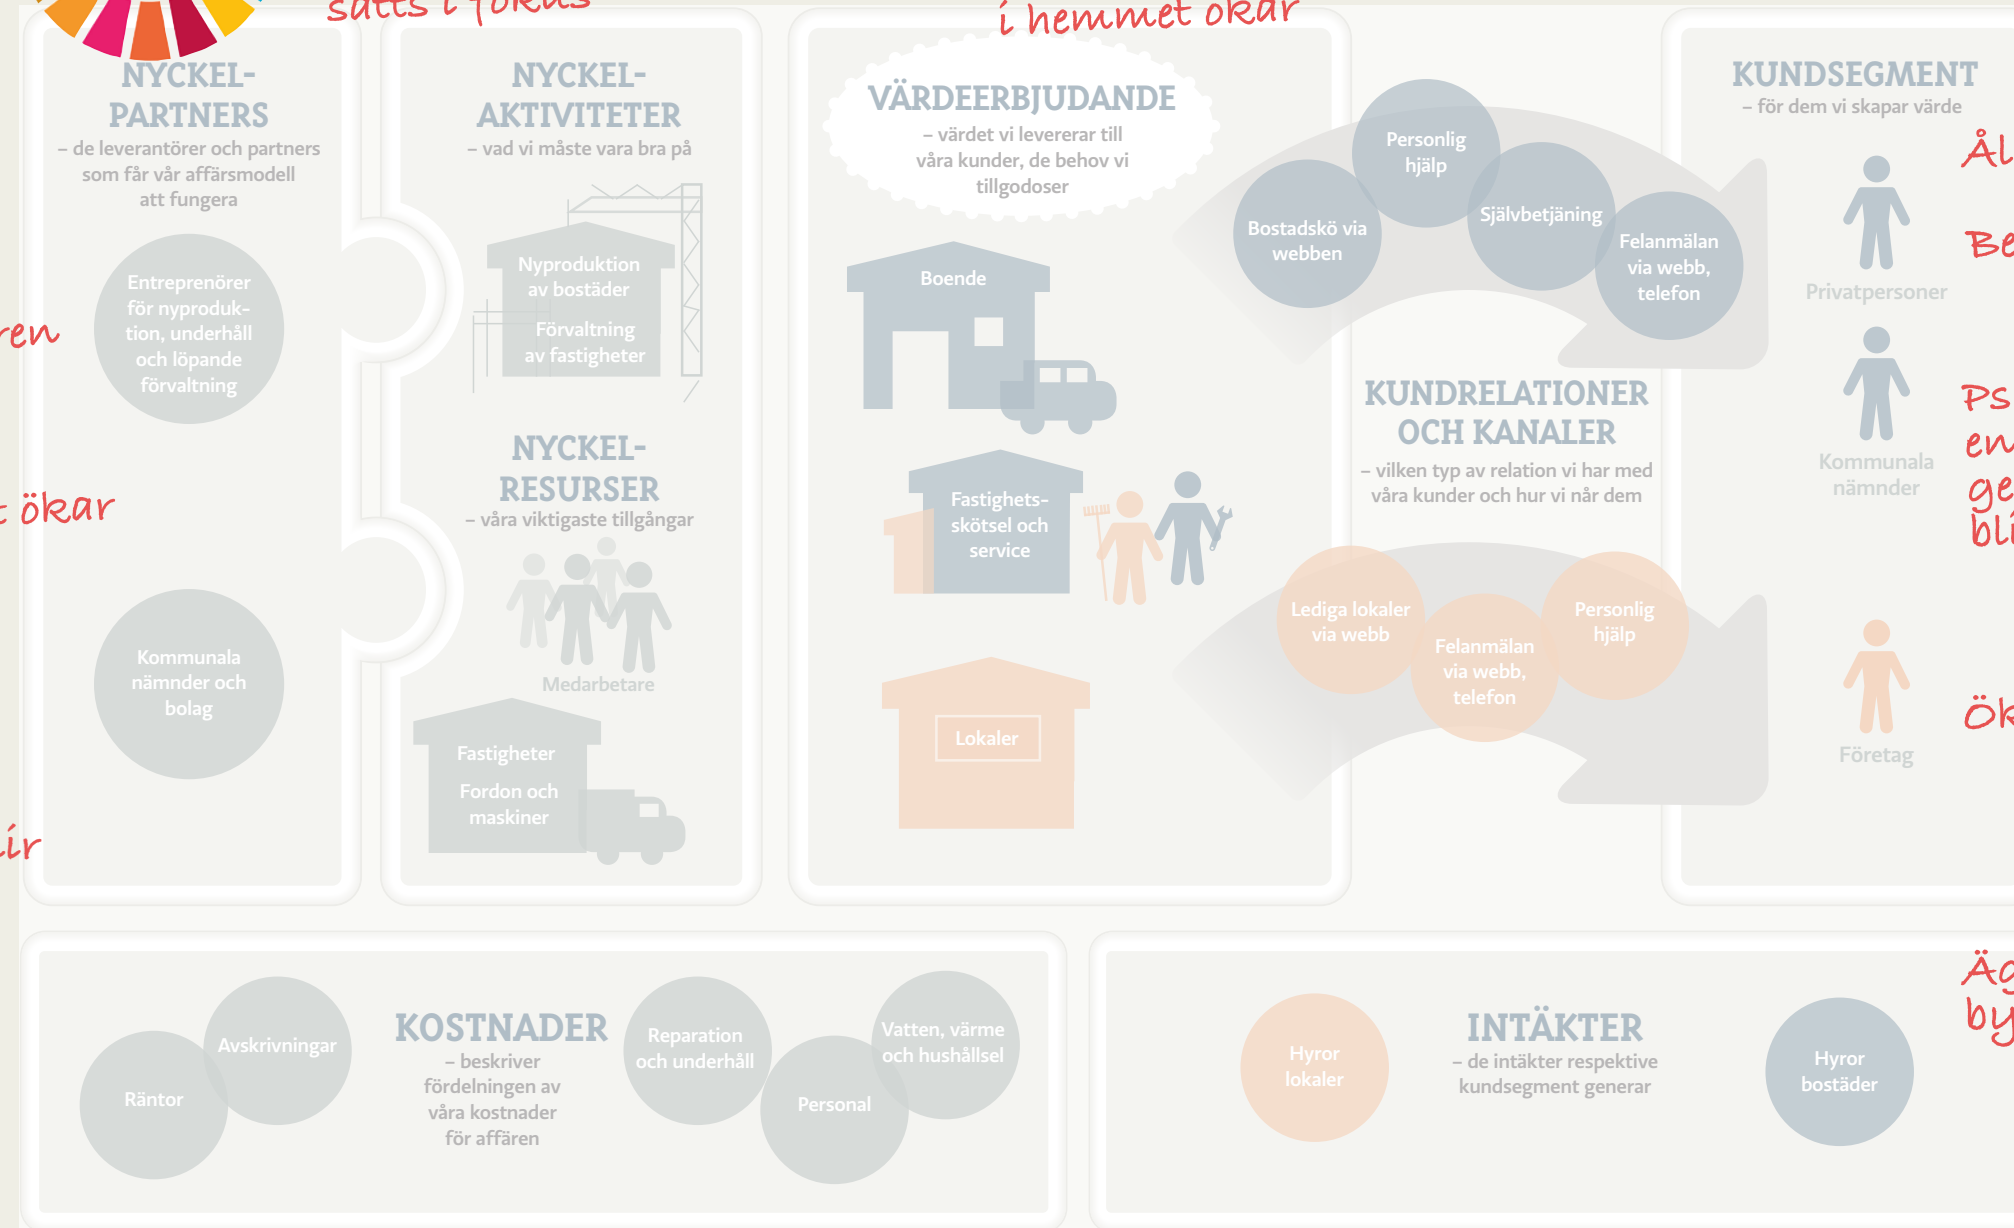 satts i fokus
i hemmet ökar
NYCKEL-
PARTNERS
– de leverantörer och partners
som får vår affärsmodell
att fungera
Entreprenörer
för nyproduk-
tion, underhåll
och löpande
förvaltning
ökar
Kommunala
nämnder och
bolag
NYCKEL-
AKTIVITETER
– vad vi måste vara bra på
Nyproduktion
av bostäder
Förvaltning
av fastigheter
NYCKEL-
RESURSER
– våra viktigaste tillgångar
Medarbetare
Fastigheter
Fordon och
maskiner
VÄRDEERBJUDANDE
– värdet vi levererar till
våra kunder, de behov vi
tillgodoser
Boende
Fastighets-
skötsel och
service
Lokaler
Bostadskö via
webben
Personlig
hjälp
Självbetjäning
Felanmälan
via webb,
telefon
KUNDRELATIONER
OCH KANALER
– vilken typ av relation vi har med
våra kunder och hur vi når dem
Lediga lokaler
via webb
Felanmälan
via webb,
telefon
Personlig
hjälp
KUNDSEGMENT
– för dem vi skapar värde
Privatpersoner
Kommunala
nämnder
Företag
PS
KOSTNADER
– beskriver
fördelningen av
våra kostnader
för affären
Räntor
Avskrivningar
Reparation
och underhåll
Personal
Vatten, värme
och hushållsel
INTÄKTER
– de intäkter respektive
kundsegment generar
Hyror
lokaler
Hyror
bostäder